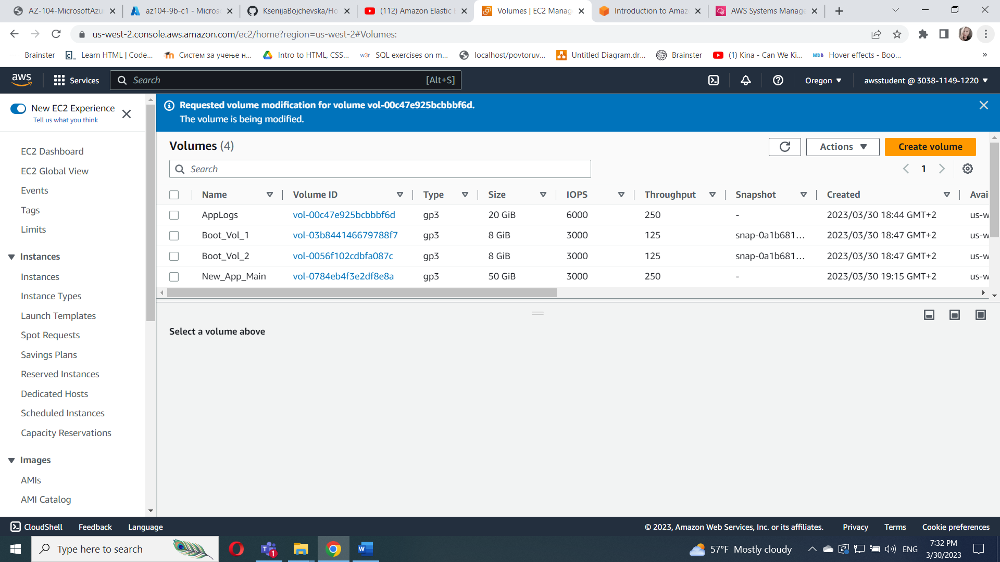 AZ-104-MicrosoftAzu
az104-9b-c1 - Micros
KsenijaBojchevska/Ho
(112) Amazon Elastic
Volumes | EC2 Manag
Introduction to Amaz
AWS Systems Manage
us-west-2.console.aws.amazon.com/ec2/home?region=us-west-2#Volumes:
Brainster
Learn HTML | Code...
Систем за учење н...
Intro to HTML, CSS...
w3r SQL exercises on m...
localhost/povtoruv...
Untitled Diagram.dr...
Brainster
(1) Kina - Can We Ki...
MDB Hover effects - Boo...
»
aws
Services
Search
[Alt+S]
Oregon
awsstudent @ 3038-1149-1220
New EC2 Experience
Tell us what you think
EC2 Dashboard
EC2 Global View
Events
Tags
Limits
Instances
Instances
Instance Types
Launch Templates
Spot Requests
Savings Plans
Reserved Instances
Dedicated Hosts
Scheduled Instances
Capacity Reservations
Images
AMIs
AMI Catalog
Requested volume modification for volume vol-00c47e925bcbbbf6d.
The volume is being modified.
Volumes (4)
Actions
Create volume
Search
1
Name Volume ID Type Size IOPS Throughput Snapshot Created Avai
AppLogs vol-00c47e925bcbbbf6d gp3 20 GiB 6000 250 - 2023/03/30 18:44 GMT+2 us-w
Boot_Vol_1 vol-03b844146679788f7 gp3 8 GiB 3000 125 snap-0a1b681... 2023/03/30 18:47 GMT+2 us-w
Boot_Vol_2 vol-0056f102cdbfa087c gp3 8 GiB 3000 125 snap-0a1b681... 2023/03/30 18:47 GMT+2 us-w
New_App_Main vol-0784eb4f3e2df8e8a gp3 50 GiB 3000 250 - 2023/03/30 19:15 GMT+2 us-w
Select a volume above
CloudShell
Feedback
Language
© 2023, Amazon Web Services, Inc. or its affiliates.
Privacy
Terms
Cookie preferences
Type here to search
1
57°F Mostly cloudy
ENG
7:32 PM
3/30/2023